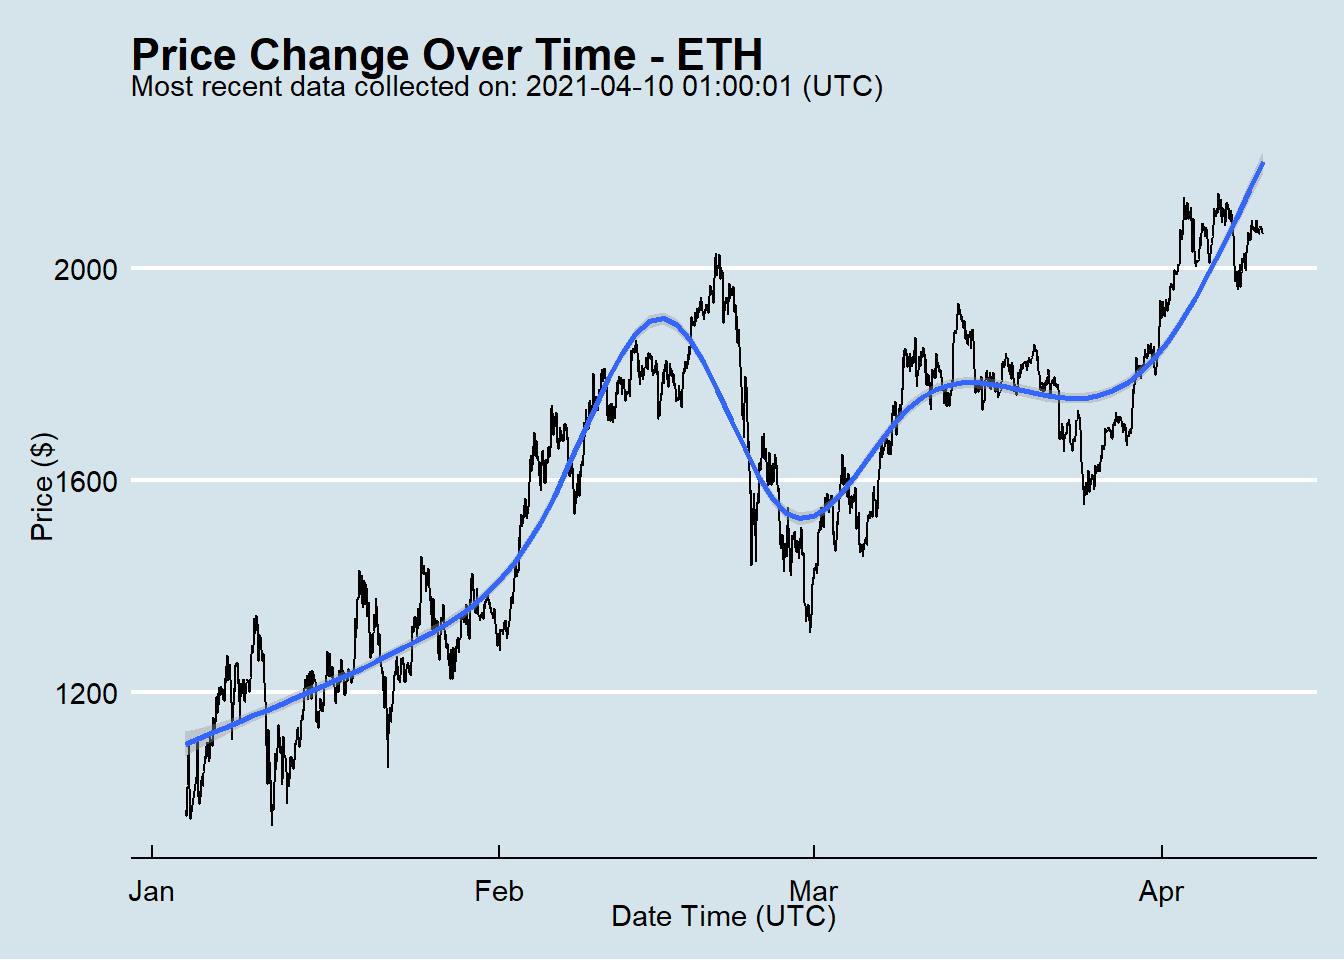 Price Change Over Time - ETH
Most recent data collected on: 2021-04-10 01:00:01 (UTC)
Price ($)
2000
1600
1200
Jan Feb Mar Apr
Date Time (UTC)